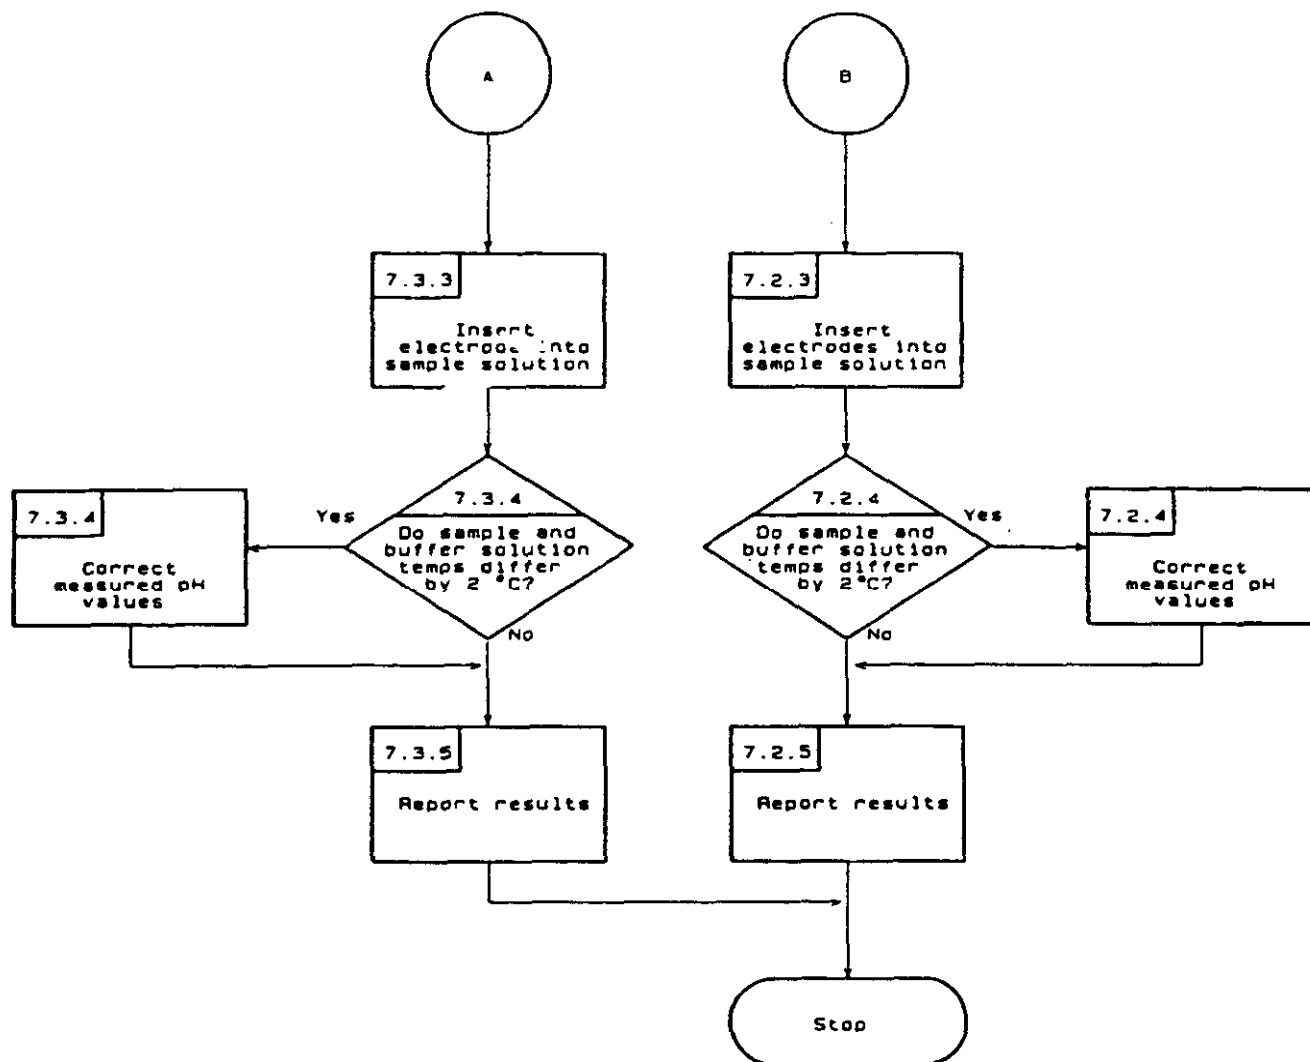 A
B
7.3.3
Insert
electrodes into
sample solution
7.2.3
Insert
electrodes into
sample solution
7.3.4
Do sample and
buffer solution
temps differ
by 2 °C?
Yes
No
7.3.4
Correct
measured pH
values
7.2.4
Do sample and
buffer solution
temps differ
by 2°C?
Yes
No
7.2.4
Correct
measured pH
values
7.3.5
Report results
7.2.5
Report results
Stop